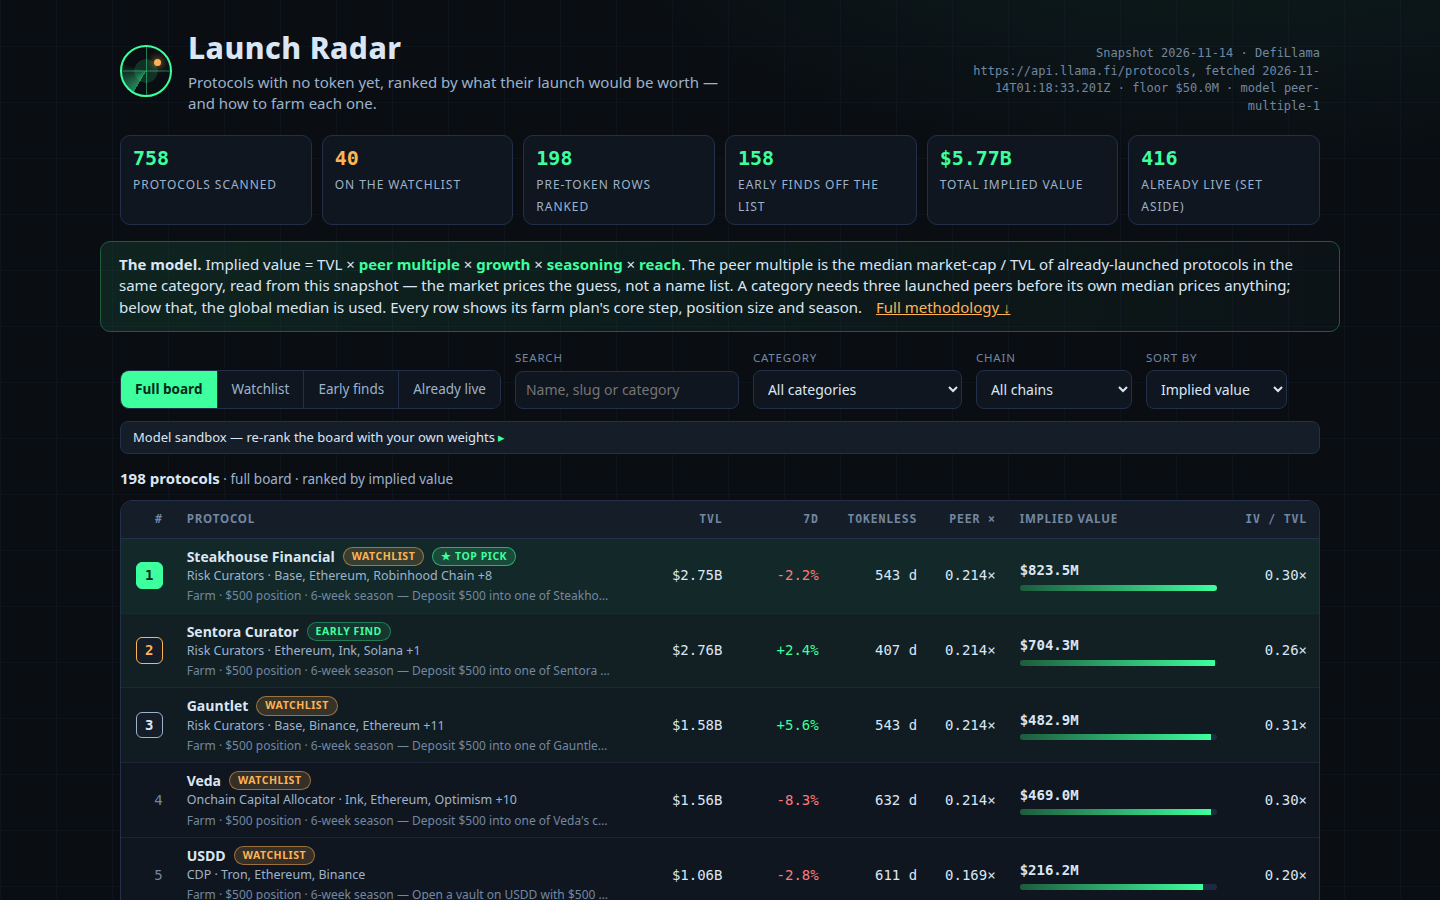 Launch Radar
Protocols with no token yet, ranked by what their launch would be worth —
and how to farm each one.
Snapshot 2026-11-14 · DefiLlama
https://api.llama.fi/protocols, fetched 2026-11-
14T01:18:33.201Z · floor $50.0M · model peer-
multiple-1
758
PROTOCOLS SCANNED
40
ON THE WATCHLIST
198
PRE-TOKEN ROWS
RANKED
158
EARLY FINDS OFF THE
LIST
$5.77B
TOTAL IMPLIED VALUE
416
ALREADY LIVE (SET
ASIDE)
The model. Implied value = TVL × peer multiple × growth × seasoning × reach. The peer multiple is the median market-cap / TVL of already-launched protocols in the
same category, read from this snapshot — the market prices the guess, not a name list. A category needs three launched peers before its own median prices anything;
below that, the global median is used. Every row shows its farm plan's core step, position size and season. Full methodology ↓
Full board Watchlist Early finds Already live
SEARCH
Name, slug or category
CATEGORY
All categories
CHAIN
All chains
SORT BY
Implied value
Model sandbox — re-rank the board with your own weights ▸
198 protocols · full board · ranked by implied value
# PROTOCOL TVL 7D TOKENLESS PEER × IMPLIED VALUE IV / TVL
1 Steakhouse Financial WATCHLIST ★ TOP PICK
Risk Curators · Base, Ethereum, Robinhood Chain +8
Farm · $500 position · 6-week season — Deposit $500 into one of Steakho...
$2.75B -2.2% 543 d 0.214× $823.5M 0.30×
2 Sentora Curator EARLY FIND
Risk Curators · Ethereum, Ink, Solana +1
Farm · $500 position · 6-week season — Deposit $500 into one of Sentora ...
$2.76B +2.4% 407 d 0.214× $704.3M 0.26×
3 Gauntlet WATCHLIST
Risk Curators · Base, Binance, Ethereum +11
Farm · $500 position · 6-week season — Deposit $500 into one of Gauntle...
$1.58B +5.6% 543 d 0.214× $482.9M 0.31×
4 Veda WATCHLIST
Onchain Capital Allocator · Ink, Ethereum, Optimism +10
Farm · $500 position · 6-week season — Deposit $500 into one of Veda's c...
$1.56B -8.3% 632 d 0.214× $469.0M 0.30×
5 USDD WATCHLIST
CDP · Tron, Ethereum, Binance
Farm · $500 position · 6-week season — Open a vault on USDD with $500 ...
$1.06B -2.8% 611 d 0.169× $216.2M 0.20×